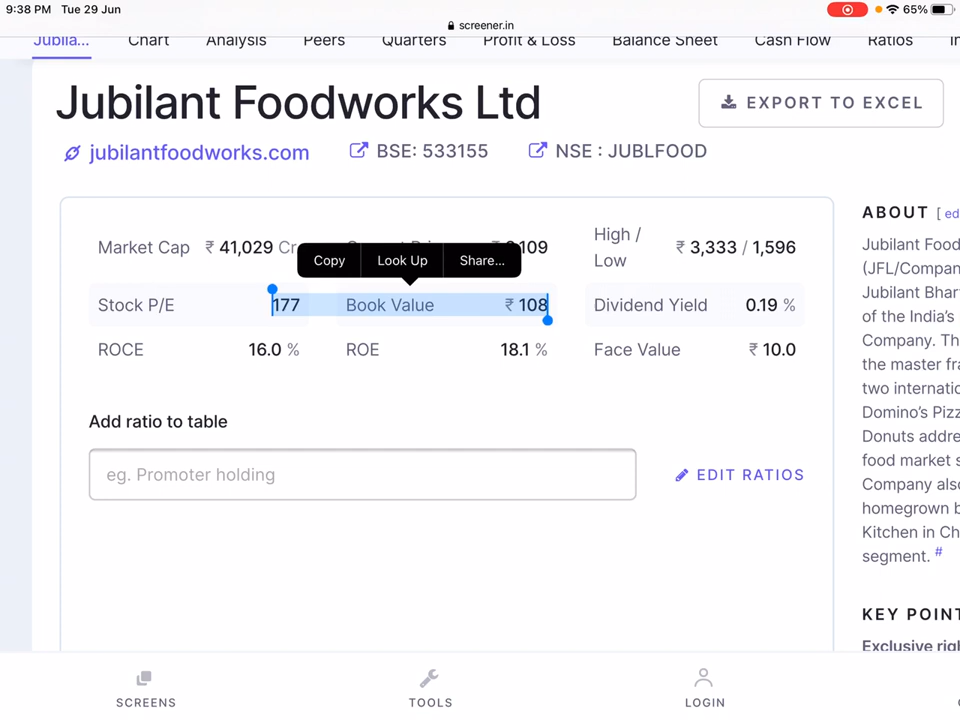 9:38 PM Tue 29 Jun 65%
screener.in
Jubila... Chart Analysis Peers Quarters Profit & Loss Balance Sheet Cash Flow Ratios
Jubilant Foodworks Ltd
EXPORT TO EXCEL
jubilantfoodworks.com BSE: 533155 NSE : JUBLFOOD
Market Cap ₹ 41,029 Cr. High / Low ₹ 3,333 / 1,596
Copy Look Up Share...
Stock P/E 177 Book Value ₹ 108 Dividend Yield 0.19 %
ROCE 16.0 % ROE 18.1 % Face Value ₹ 10.0
Add ratio to table
eg. Promoter holding
EDIT RATIOS
ABOUT [ ed
Jubilant Food
(JFL/Compan
Jubilant Bhar
of the India's
Company. Th
the master fra
two internatio
Domino's Pizz
Donuts addre
food market s
Company also
homegrown b
Kitchen in Ch
segment. #
KEY POINT
Exclusive righ
SCREENS TOOLS LOGIN